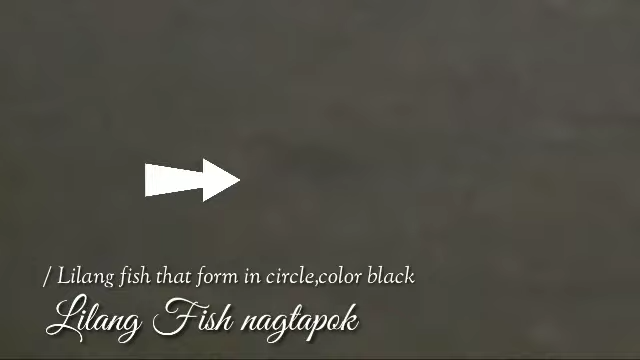 / Lilang fish that form in circle,color black
Lilang Fish nagtapok